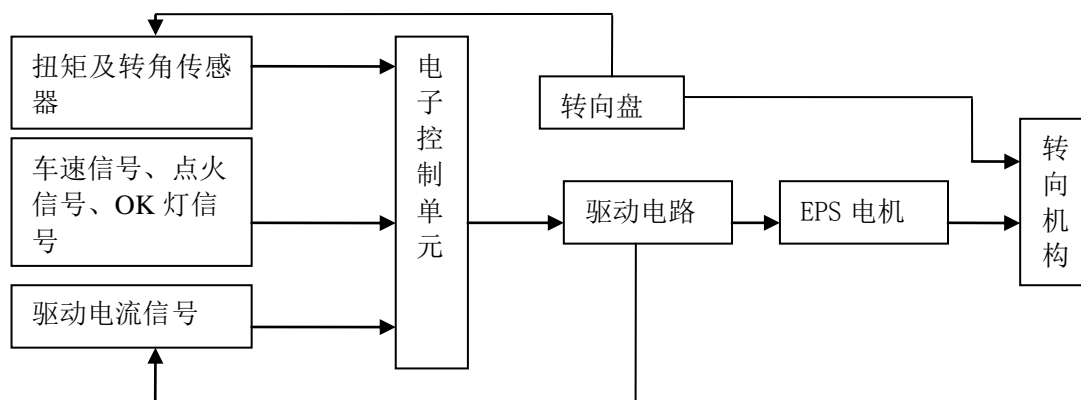 扭矩及转角传感
器
车速信号、点火
信号、OK 灯信
号
驱动电流信号
电子控制单元
转向盘
驱动电路
EPS 电机
转向机构